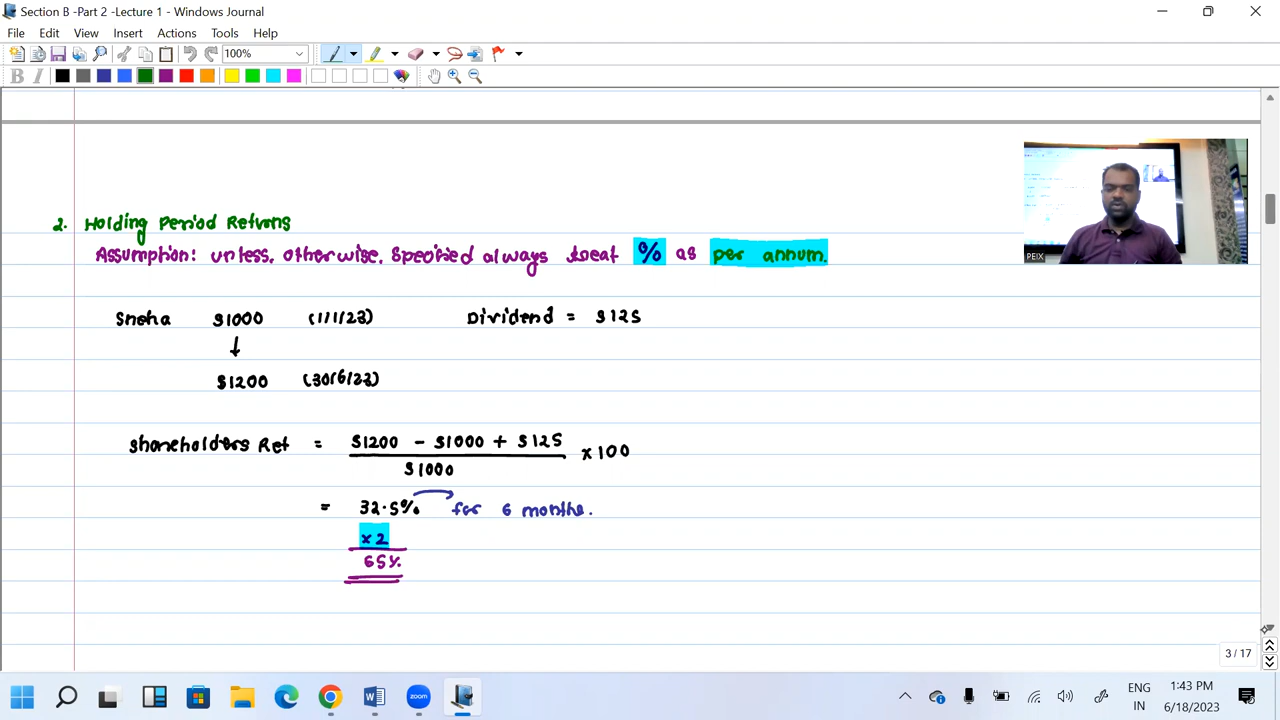 Section B -Part 2 -Lecture 1 - Windows Journal
File Edit View Insert Actions Tools Help
100%
B I
PEIX
2. Holding Period Returns
Assumption: unless, otherwise, Specified always treat % as per annum.
Sneha $1000 (1/1/23) Dividend = $125
$1200 (30/6/23)
Shareholders Ret = $1200 - $1000 + $125 x 100
$1000
= 32.5% for 6 months.
x 2
65%
3 / 17
ENG 1:43 PM
IN 6/18/2023
zoom